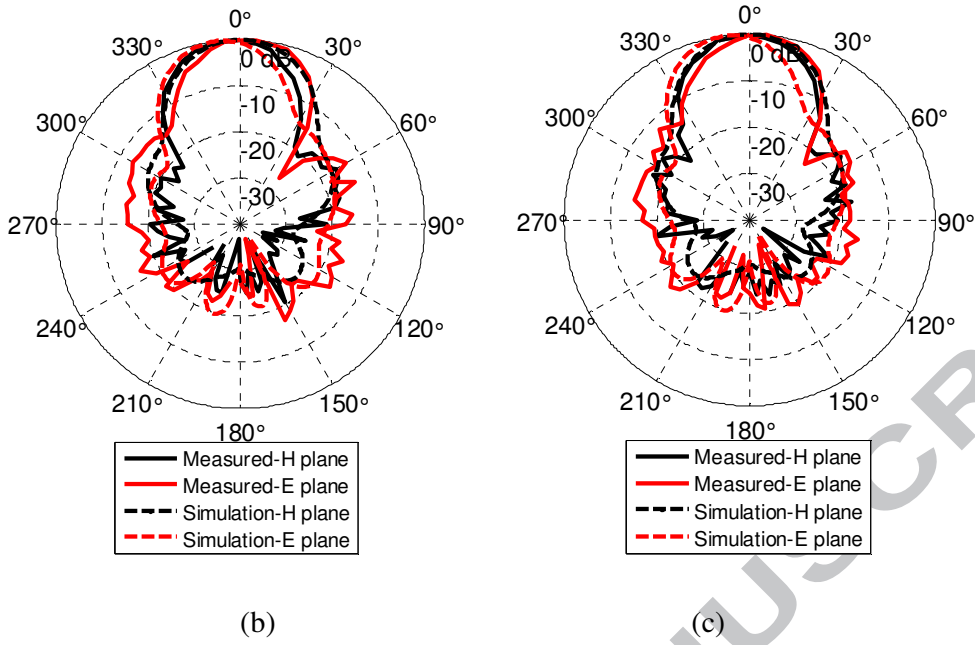 0°
330°
30°
0 dB
-10
300°
60°
-20
-30
270°
90°
240°
120°
210°
150°
180°
Measured-H plane
Measured-E plane
Simulation-H plane
Simulation-E plane
(b)
0°
330°
30°
0 dB
-10
300°
60°
-20
-30
270°
90°
240°
120°
210°
150°
180°
Measured-H plane
Measured-E plane
Simulation-H plane
Simulation-E plane
(c)
NUSCR